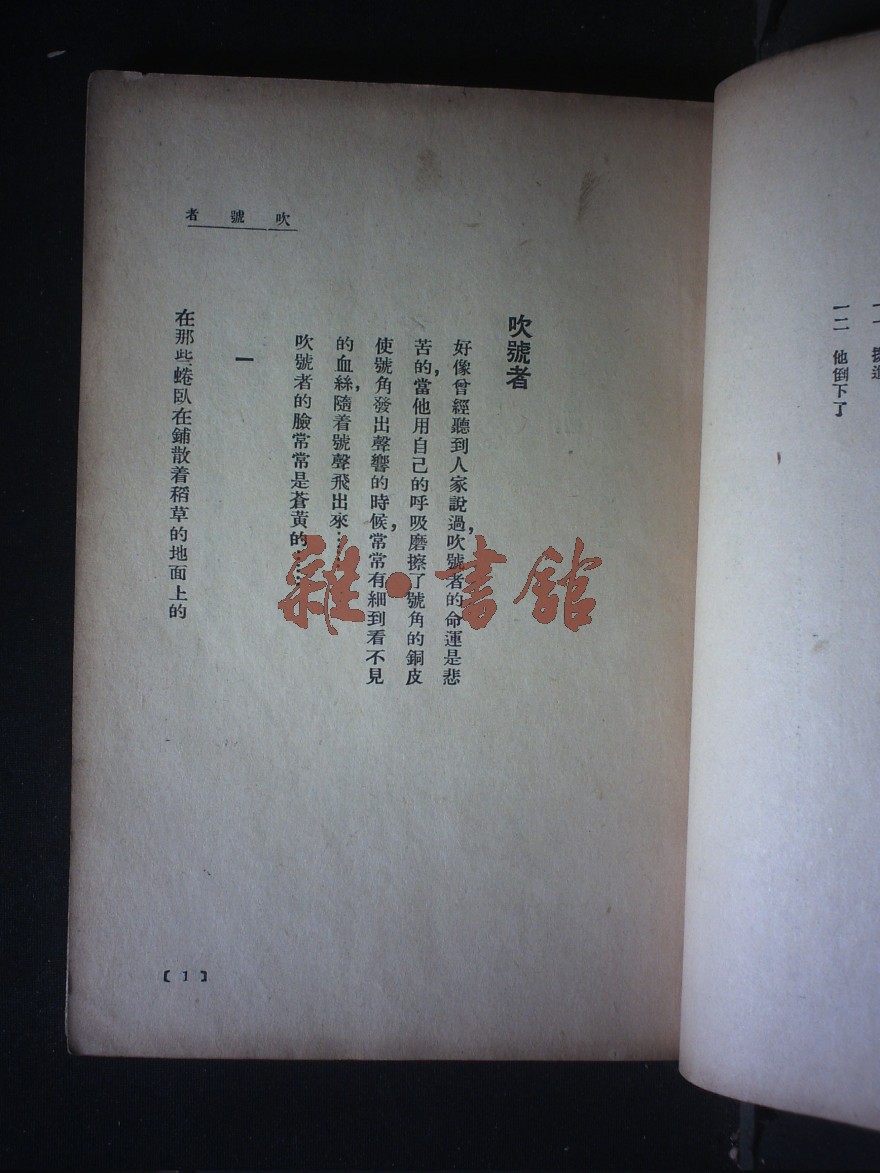 一二 他倒下了
吹號者
吹號者
好像曾經聽到人家說過,吹號者的命運是悲
苦的,當他用自己的呼吸磨擦了號角的銅皮
使號角發出聲響的時候,常常有細到看不見
的血絲,隨着號聲飛出來……
吹號者的臉常常是蒼黃的……
一
在那些蜷臥在鋪散着稻草的地面上的
〔1〕
雜·書館